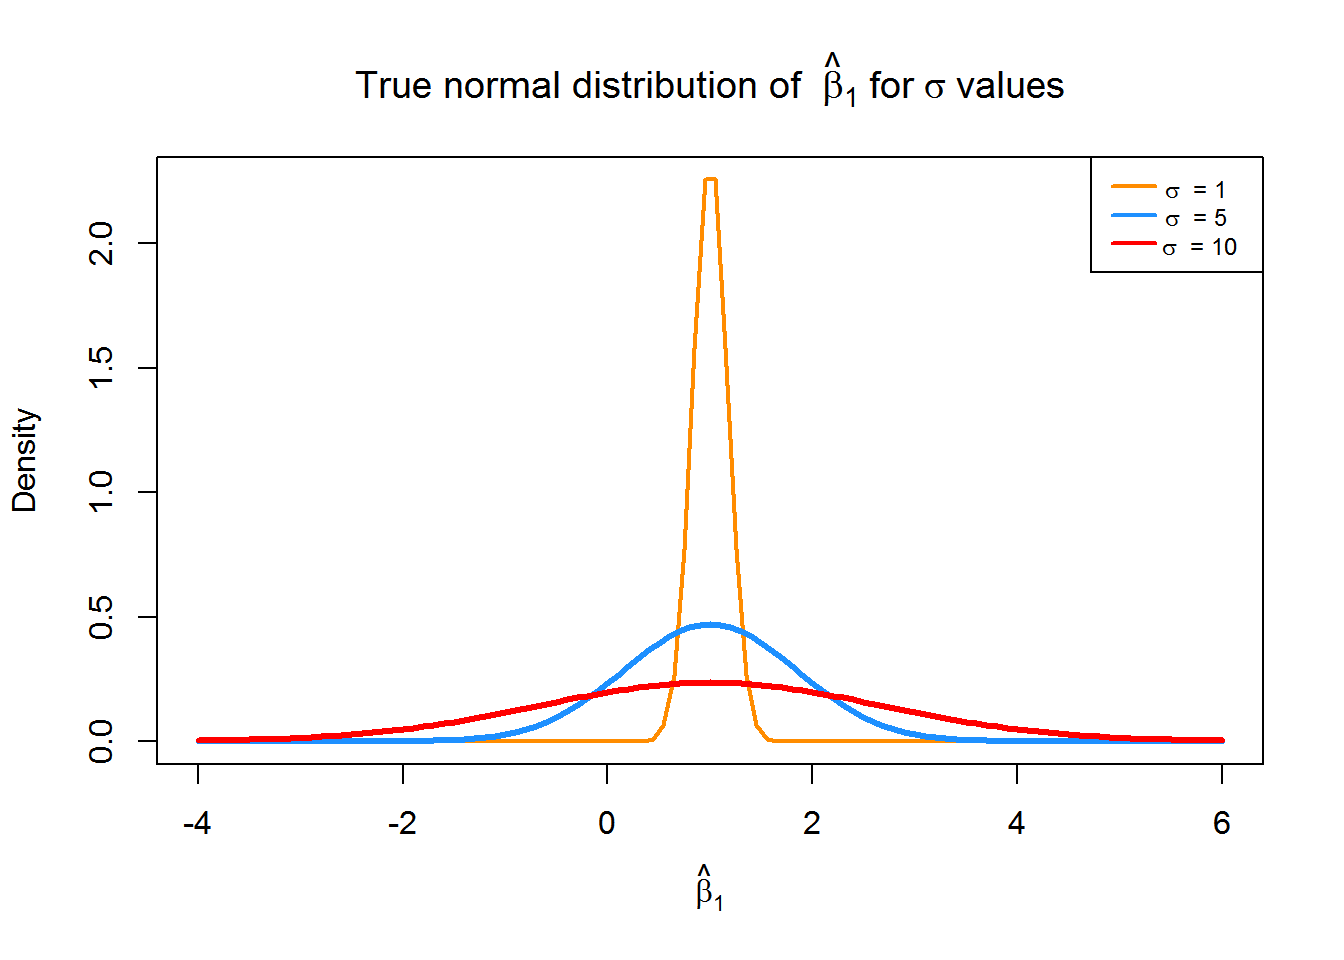 True normal distribution of β̂₁ for σ values
σ = 1
σ = 5
σ = 10
Density
2.0
1.5
1.0
0.5
0.0
-4 -2 0 2 4 6
β̂₁